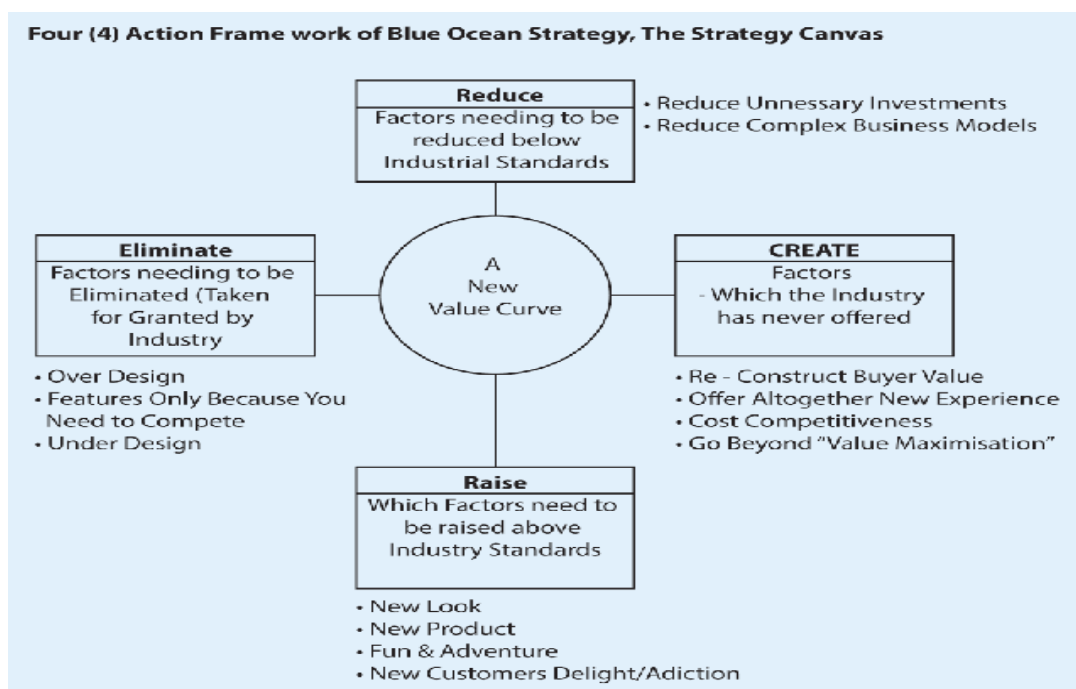 Four (4) Action Frame work of Blue Ocean Strategy, The Strategy Canvas
Reduce
Factors needing to be
reduced below
Industrial Standards
• Reduce Unnessary Investments
• Reduce Complex Business Models
Eliminate
Factors needing to be
Eliminated (Taken
for Granted by
Industry
• Over Design
• Features Only Because You
Need to Compete
• Under Design
A
New
Value Curve
CREATE
Factors
- Which the Industry
has never offered
• Re - Construct Buyer Value
• Offer Altogether New Experience
• Cost Competitiveness
• Go Beyond “Value Maximisation”
Raise
Which Factors need to
be raised above
Industry Standards
• New Look
• New Product
• Fun & Adventure
• New Customers Delight/Adiction